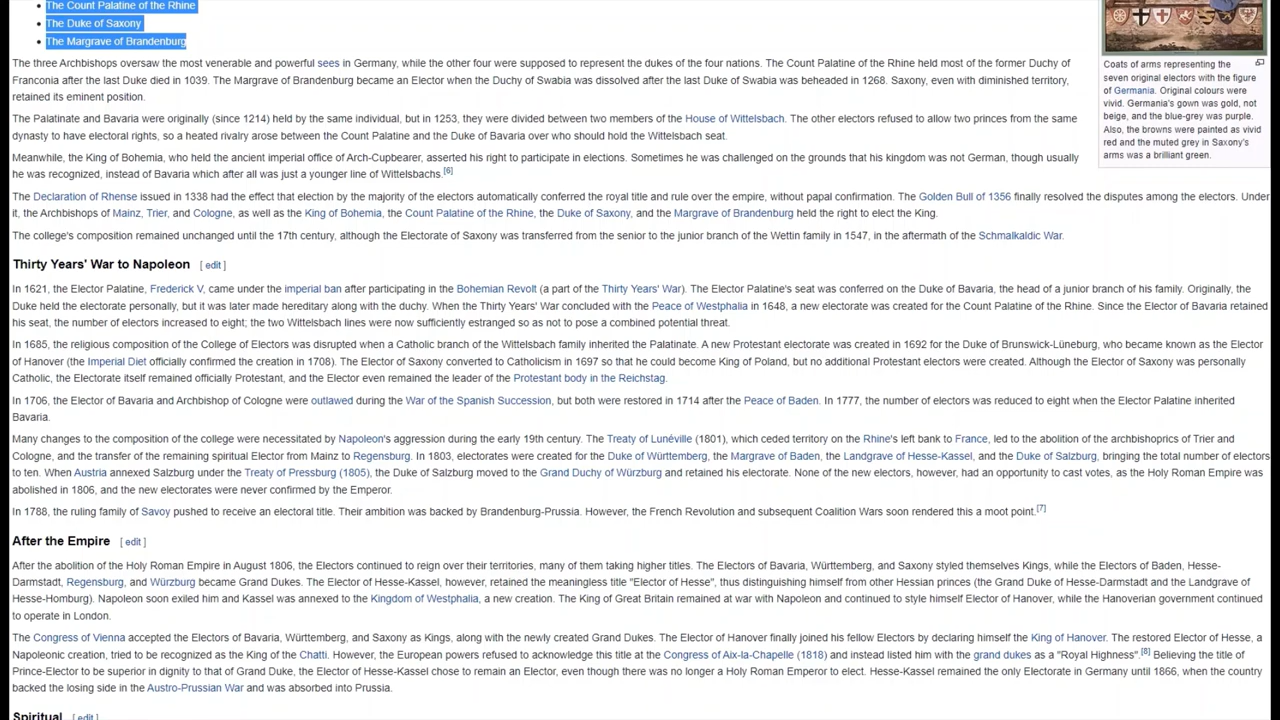 • The Count Palatine of the Rhine
• The Duke of Saxony
• The Margrave of Brandenburg
The three Archbishops oversaw the most venerable and powerful sees in Germany, while the other four were supposed to represent the dukes of the four nations. The Count Palatine of the Rhine held most of the former Duchy of
Franconia after the last Duke died in 1039. The Margrave of Brandenburg became an Elector when the Duchy of Swabia was dissolved after the last Duke of Swabia was beheaded in 1268. Saxony, even with diminished territory,
retained its eminent position.
The Palatinate and Bavaria were originally (since 1214) held by the same individual, but in 1253, they were divided between two members of the House of Wittelsbach. The other electors refused to allow two princes from the same
dynasty to have electoral rights, so a heated rivalry arose between the Count Palatine and the Duke of Bavaria over who should hold the Wittelsbach seat.
Meanwhile, the King of Bohemia, who held the ancient imperial office of Arch-Cupbearer, asserted his right to participate in elections. Sometimes he was challenged on the grounds that his kingdom was not German, though usually
he was recognized, instead of Bavaria which after all was just a younger line of Wittelsbachs.[6]
Coats of arms representing the
seven original electors with the figure
of Germania. Original colours were
vivid. Germania's gown was gold, not
beige, and the blue-grey was purple.
Also, the browns were painted as vivid
red and the muted grey in Saxony's
arms was a brilliant green.
The Declaration of Rhense issued in 1338 had the effect that election by the majority of the electors automatically conferred the royal title and rule over the empire, without papal confirmation. The Golden Bull of 1356 finally resolved the disputes among the electors. Under
it, the Archbishops of Mainz, Trier, and Cologne, as well as the King of Bohemia, the Count Palatine of the Rhine, the Duke of Saxony, and the Margrave of Brandenburg held the right to elect the King.
The college's composition remained unchanged until the 17th century, although the Electorate of Saxony was transferred from the senior to the junior branch of the Wettin family in 1547, in the aftermath of the Schmalkaldic War.
Thirty Years' War to Napoleon [ edit ]
In 1621, the Elector Palatine, Frederick V, came under the imperial ban after participating in the Bohemian Revolt (a part of the Thirty Years' War). The Elector Palatine's seat was conferred on the Duke of Bavaria, the head of a junior branch of his family. Originally, the
Duke held the electorate personally, but it was later made hereditary along with the duchy. When the Thirty Years' War concluded with the Peace of Westphalia in 1648, a new electorate was created for the Count Palatine of the Rhine. Since the Elector of Bavaria retained
his seat, the number of electors increased to eight; the two Wittelsbach lines were now sufficiently estranged so as not to pose a combined potential threat.
In 1685, the religious composition of the College of Electors was disrupted when a Catholic branch of the Wittelsbach family inherited the Palatinate. A new Protestant electorate was created in 1692 for the Duke of Brunswick-Lüneburg, who became known as the Elector
of Hanover (the Imperial Diet officially confirmed the creation in 1708). The Elector of Saxony converted to Catholicism in 1697 so that he could become King of Poland, but no additional Protestant electors were created. Although the Elector of Saxony was personally
Catholic, the Electorate itself remained officially Protestant, and the Elector even remained the leader of the Protestant body in the Reichstag.
In 1706, the Elector of Bavaria and Archbishop of Cologne were outlawed during the War of the Spanish Succession, but both were restored in 1714 after the Peace of Baden. In 1777, the number of electors was reduced to eight when the Elector Palatine inherited
Bavaria.
Many changes to the composition of the college were necessitated by Napoleon's aggression during the early 19th century. The Treaty of Lunéville (1801), which ceded territory on the Rhine's left bank to France, led to the abolition of the archbishoprics of Trier and
Cologne, and the transfer of the remaining spiritual Elector from Mainz to Regensburg. In 1803, electorates were created for the Duke of Württemberg, the Margrave of Baden, the Landgrave of Hesse-Kassel, and the Duke of Salzburg, bringing the total number of electors
to ten. When Austria annexed Salzburg under the Treaty of Pressburg (1805), the Duke of Salzburg moved to the Grand Duchy of Würzburg and retained his electorate. None of the new electors, however, had an opportunity to cast votes, as the Holy Roman Empire was
abolished in 1806, and the new electorates were never confirmed by the Emperor.
In 1788, the ruling family of Savoy pushed to receive an electoral title. Their ambition was backed by Brandenburg-Prussia. However, the French Revolution and subsequent Coalition Wars soon rendered this a moot point.[7]
After the Empire [ edit ]
After the abolition of the Holy Roman Empire in August 1806, the Electors continued to reign over their territories, many of them taking higher titles. The Electors of Bavaria, Württemberg, and Saxony styled themselves Kings, while the Electors of Baden, Hesse-
Darmstadt, Regensburg, and Würzburg became Grand Dukes. The Elector of Hesse-Kassel, however, retained the meaningless title "Elector of Hesse", thus distinguishing himself from other Hessian princes (the Grand Duke of Hesse-Darmstadt and the Landgrave of
Hesse-Homburg). Napoleon soon exiled him and Kassel was annexed to the Kingdom of Westphalia, a new creation. The King of Great Britain remained at war with Napoleon and continued to style himself Elector of Hanover, while the Hanoverian government continued
to operate in London.
The Congress of Vienna accepted the Electors of Bavaria, Württemberg, and Saxony as Kings, along with the newly created Grand Dukes. The Elector of Hanover finally joined his fellow Electors by declaring himself the King of Hanover. The restored Elector of Hesse, a
Napoleonic creation, tried to be recognized as the King of the Chatti. However, the European powers refused to acknowledge this title at the Congress of Aix-la-Chapelle (1818) and instead listed him with the grand dukes as a "Royal Highness".[8] Believing the title of
Prince-Elector to be superior in dignity to that of Grand Duke, the Elector of Hesse-Kassel chose to remain an Elector, even though there was no longer a Holy Roman Emperor to elect. Hesse-Kassel remained the only Electorate in Germany until 1866, when the country
backed the losing side in the Austro-Prussian War and was absorbed into Prussia.
Spiritual [ edit ]